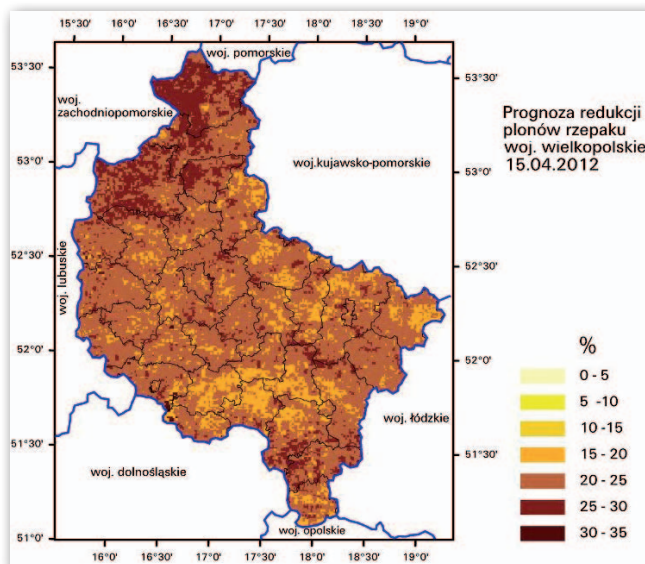 15°30' 16°0' 16°30' 17°0' 17°30' 18°0' 18°30' 19°0'
53°30'
53°0'
52°30'
52°0'
51°30'
51°0'
woj. pomorskie
woj.
zachodniopomorskie
woj.kujawsko-pomorskie
woj. lubuskie
woj. łódzkie
woj. dolnośląskie
woj. opolskie
53°30'
53°0'
52°30'
52°0'
51°30'
51°0'
16°0' 16°30' 17°0' 17°30' 18°0' 18°30' 19°0'
Prognoza redukcji
plonów rzepaku
woj. wielkopolskie
15.04.2012
%
0 - 5
5 -10
10 -15
15 - 20
20 - 25
25 - 30
30 - 35